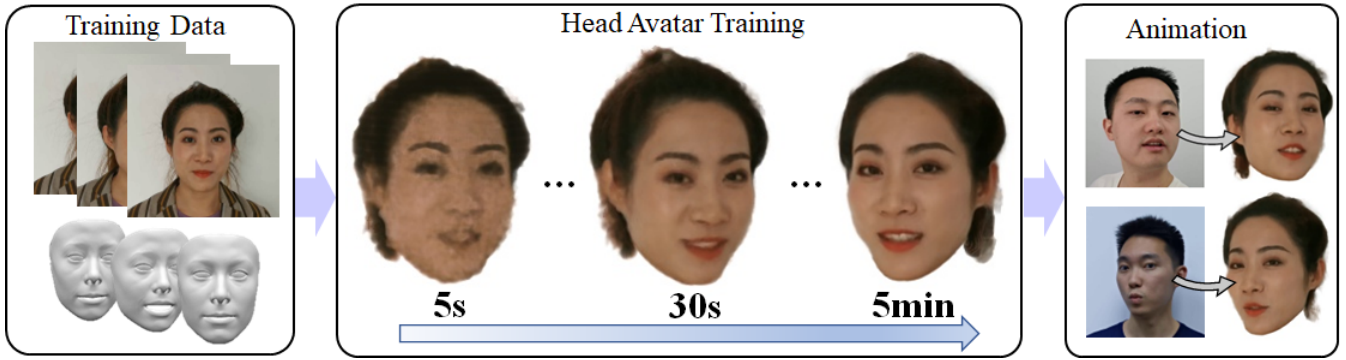 Training Data
Head Avatar Training
Animation
...
...
5s
30s
5min